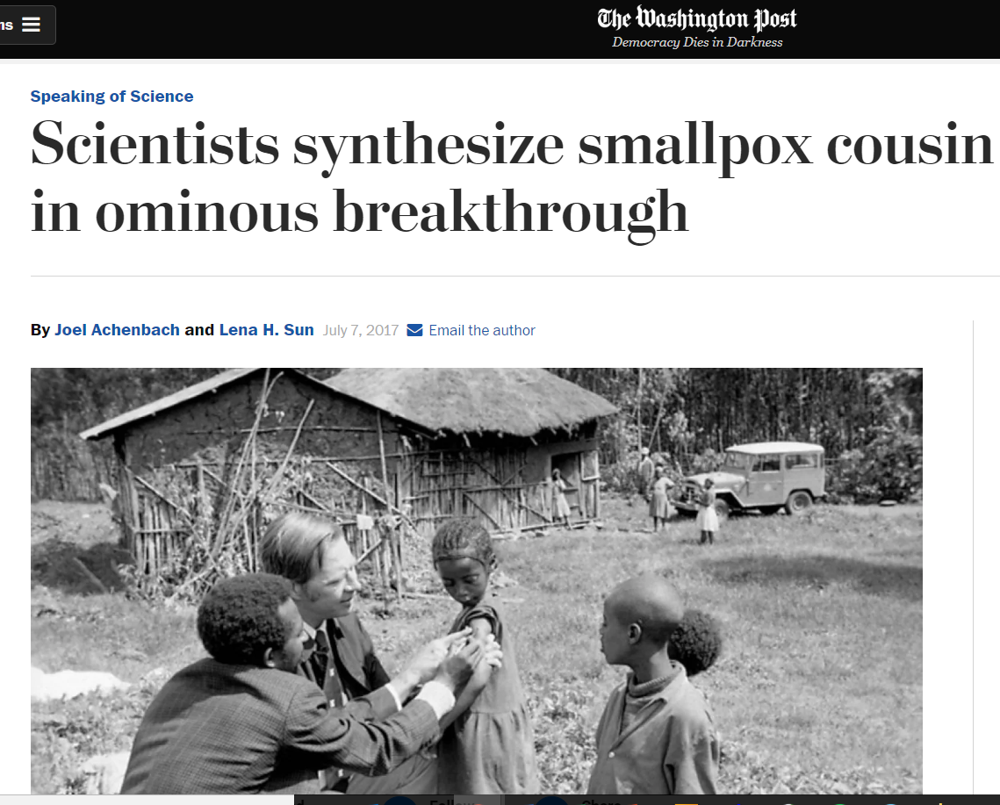 ns
The Washington Post
Democracy Dies in Darkness
Speaking of Science
Scientists synthesize smallpox cousin
in ominous breakthrough
By Joel Achenbach and Lena H. Sun July 7, 2017 Email the author